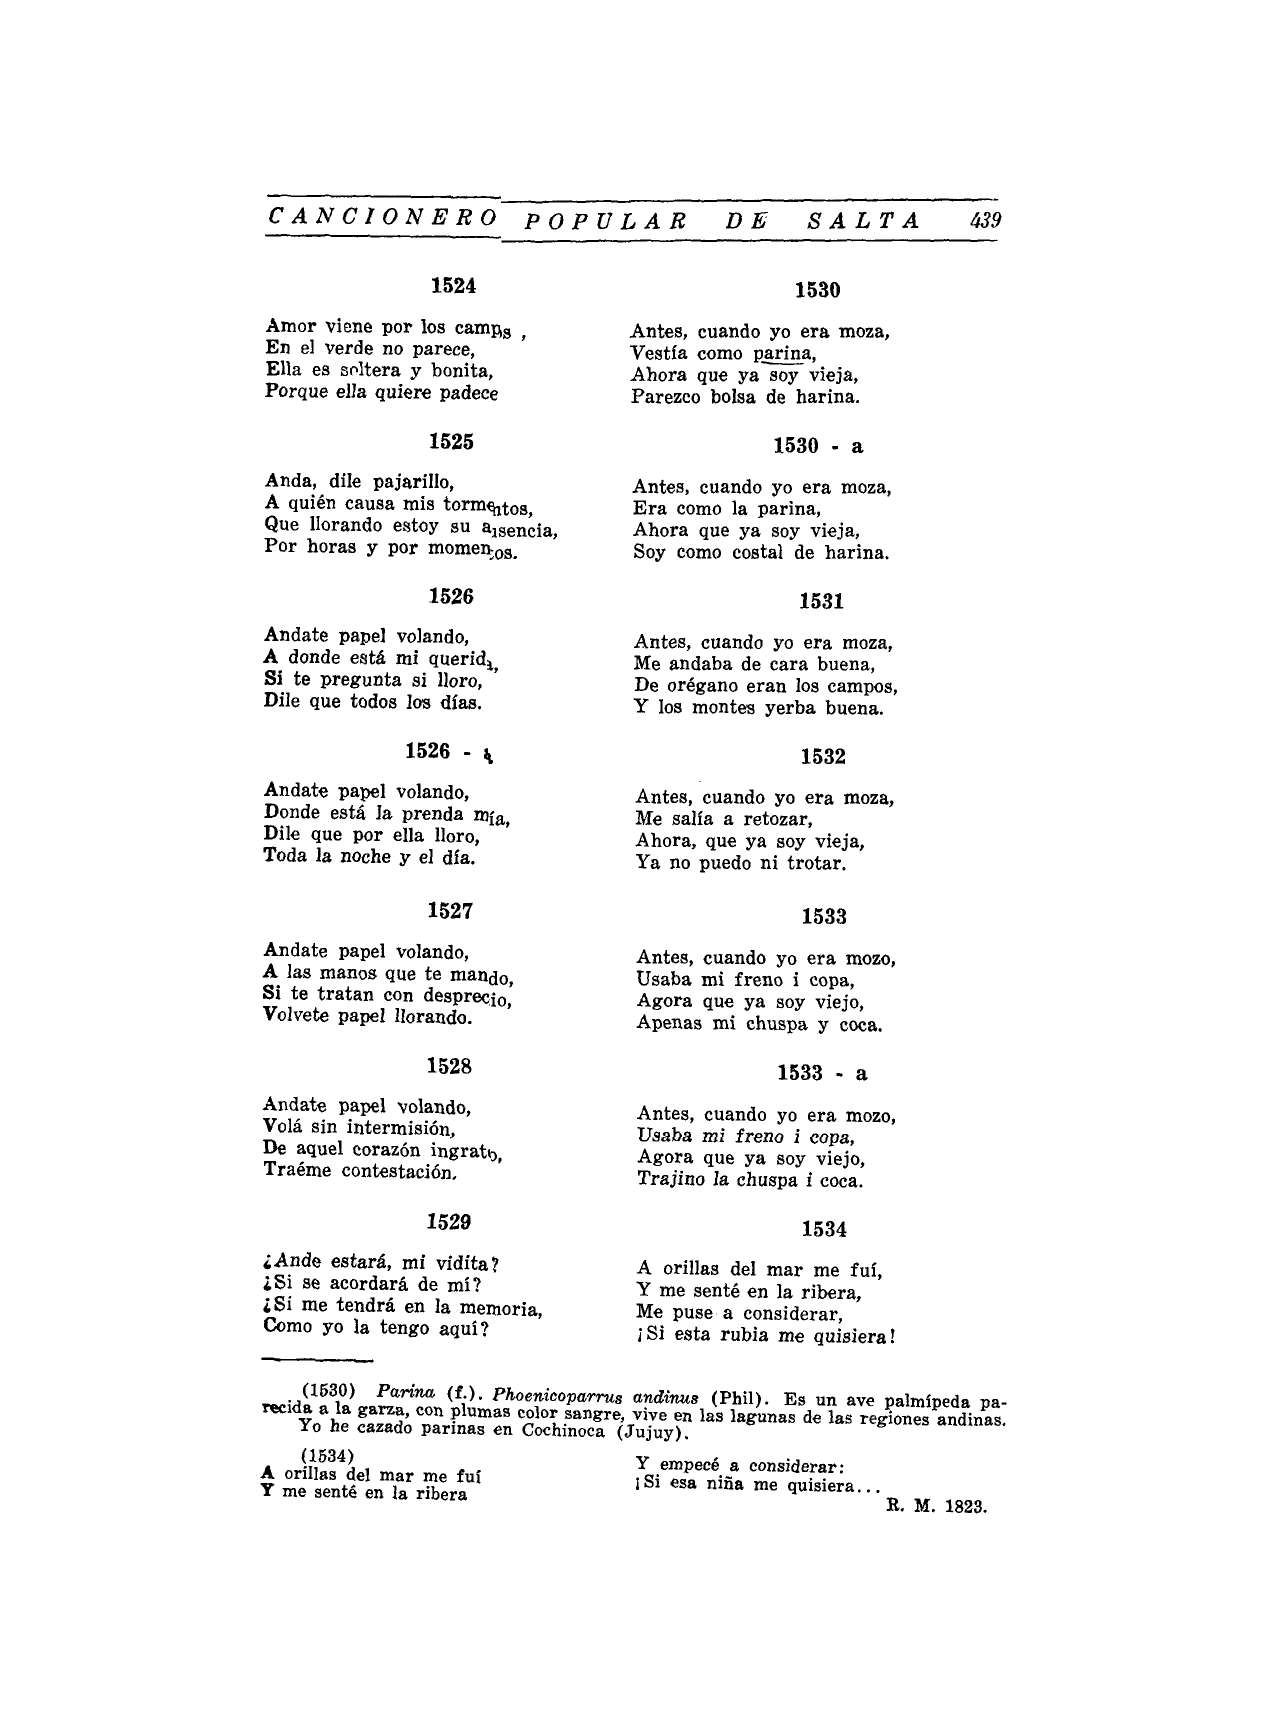 CANCIONERO POPULAR DE SALTA 439
1524
Amor viene por los camps ,
En el verde no parece,
Ella es soltera y bonita,
Porque ella quiere padece
1525
Anda, dile pajarillo,
A quién causa mis tormentos,
Que llorando estoy su ausencia,
Por horas y por momentos.
1526
Andate papel volando,
A donde está mi querida,
Si te pregunta si lloro,
Dile que todos los días.
1526 - a
Andate papel volando,
Donde está la prenda mía,
Dile que por ella lloro,
Toda la noche y el día.
1527
Andate papel volando,
A las manos que te mando,
Si te tratan con desprecio,
Volvete papel llorando.
1528
Andate papel volando,
Volá sin intermisión,
De aquel corazón ingrato,
Traéme contestación.
1529
¿Ande estará, mi vidita?
¿Si se acordará de mí?
¿Si me tendrá en la memoria,
Como yo la tengo aquí?
1530
Antes, cuando yo era moza,
Vestía como parina,
Ahora que ya soy vieja,
Parezco bolsa de harina.
1530 - a
Antes, cuando yo era moza,
Era como la parina,
Ahora que ya soy vieja,
Soy como costal de harina.
1531
Antes, cuando yo era moza,
Me andaba de cara buena,
De orégano eran los campos,
Y los montes yerba buena.
1532
Antes, cuando yo era moza,
Me salía a retozar,
Ahora, que ya soy vieja,
Ya no puedo ni trotar.
1533
Antes, cuando yo era mozo,
Usaba mi freno i copa,
Agora que ya soy viejo,
Apenas mi chuspa y coca.
1533 - a
Antes, cuando yo era mozo,
Usaba mi freno i copa,
Agora que ya soy viejo,
Trajino la chuspa i coca.
1534
A orillas del mar me fuí,
Y me senté en la ribera,
Me puse a considerar,
¡Si esta rubia me quisiera!
(1530) Parina (f.). Phoenicoparrus andinus (Phil). Es un ave palmípeda pa-
recida a la garza, con plumas color sangre, vive en las lagunas de las regiones andinas.
Yo he cazado parinas en Cochinoca (Jujuy).
(1534)
A orillas del mar me fuí
Y me senté en la ribera
Y empecé a considerar:
¡Si esa niña me quisiera...
R. M. 1823.